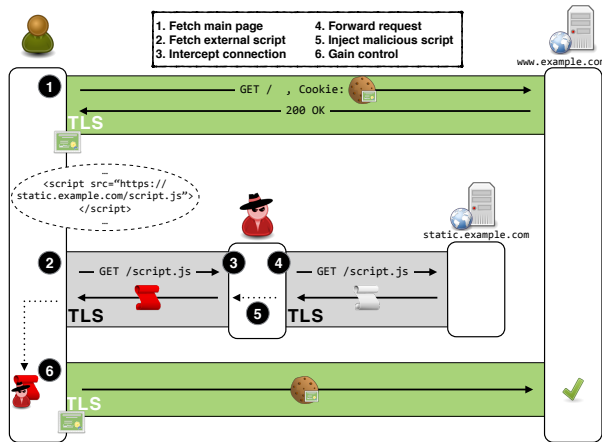 1. Fetch main page
2. Fetch external script
3. Intercept connection
4. Forward request
5. Inject malicious script
6. Gain control
www.example.com
1
GET / , Cookie:
200 OK
TLS
…
<script src=“https://
static.example.com/script.js”>
</script>
…
static.example.com
2
GET /script.js
3
4
GET /script.js
5
TLS
TLS
6
TLS